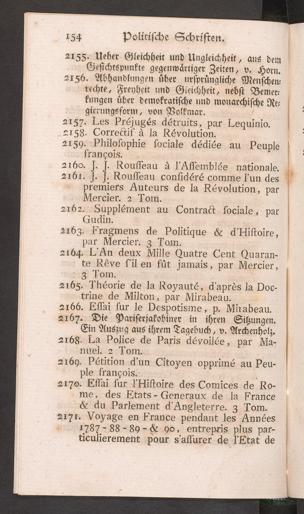 154 Politische Schriften.
2155. Ueber Gleichheit und Ungleichheit, aus dem
Gesichtspunkte gegenwärtiger Zeiten, v. Horn.
2156. Abhandlungen über ursprüngliche Menschen-
rechte, Freyheit und Gleichheit, nebst Bemer-
kungen über demokratische und monarchische Re-
gierungsform, von Volkmar.
2157. Les Préjugés détruits, par Lequinio.
2158. Correctif à la Révolution.
2159. Philosophie sociale dédiée au Peuple
françois.
2160. J. J. Rousseau à l'Assemblée nationale.
2161. J. J. Rousseau considéré comme l'un des
premiers Auteurs de la Révolution, par
Mercier. 2 Tom.
2162. Supplément au Contract sociale, par
Gudin.
2163. Fragmens de Politique & d'Histoire,
par Mercier. 3 Tom.
2164. L'An deux Mille Quatre Cent Quaran-
te Rêve s'il en fût jamais, par Mercier,
3 Tom.
2165. Théorie de la Royauté, d'après la Doc-
trine de Milton, par Mirabeau.
2166. Essai sur le Despotisme, p. Mirabeau.
2167. Die Pariserjakobiner in ihren Sitzungen.
Ein Auszug aus ihrem Tagebuch, v. Archenholz.
2168. La Police de Paris dévoilée, par Ma-
nuel. 2 Tom.
2169. Pétition d'un Citoyen opprimé au Peu-
ple françois.
2170. Essai sur l'Histoire des Comices de Ro-
me, des Etats-Generaux de la France
& du Parlement d'Angleterre. 3 Tom.
2171. Voyage en France pendant les Années
1787-88-89-& 90, entrepris plus par-
ticulierement pour s'assurer de l'Etat de